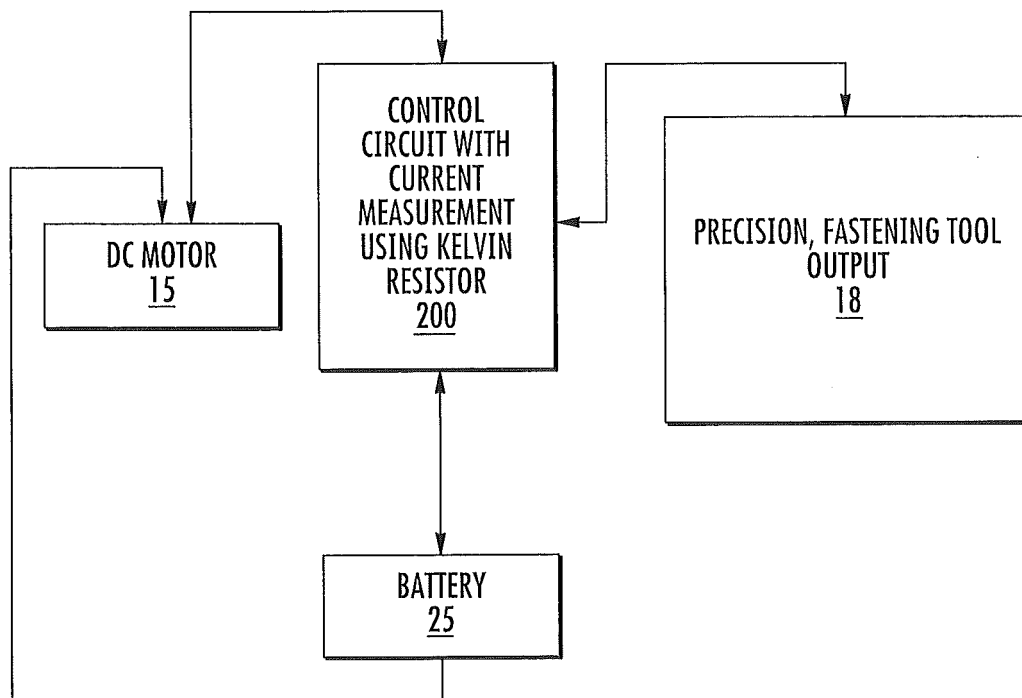 CONTROL
CIRCUIT WITH
CURRENT
MEASUREMENT
USING KELVIN
RESISTOR
200
DC MOTOR
15
PRECISION, FASTENING TOOL
OUTPUT
18
BATTERY
25